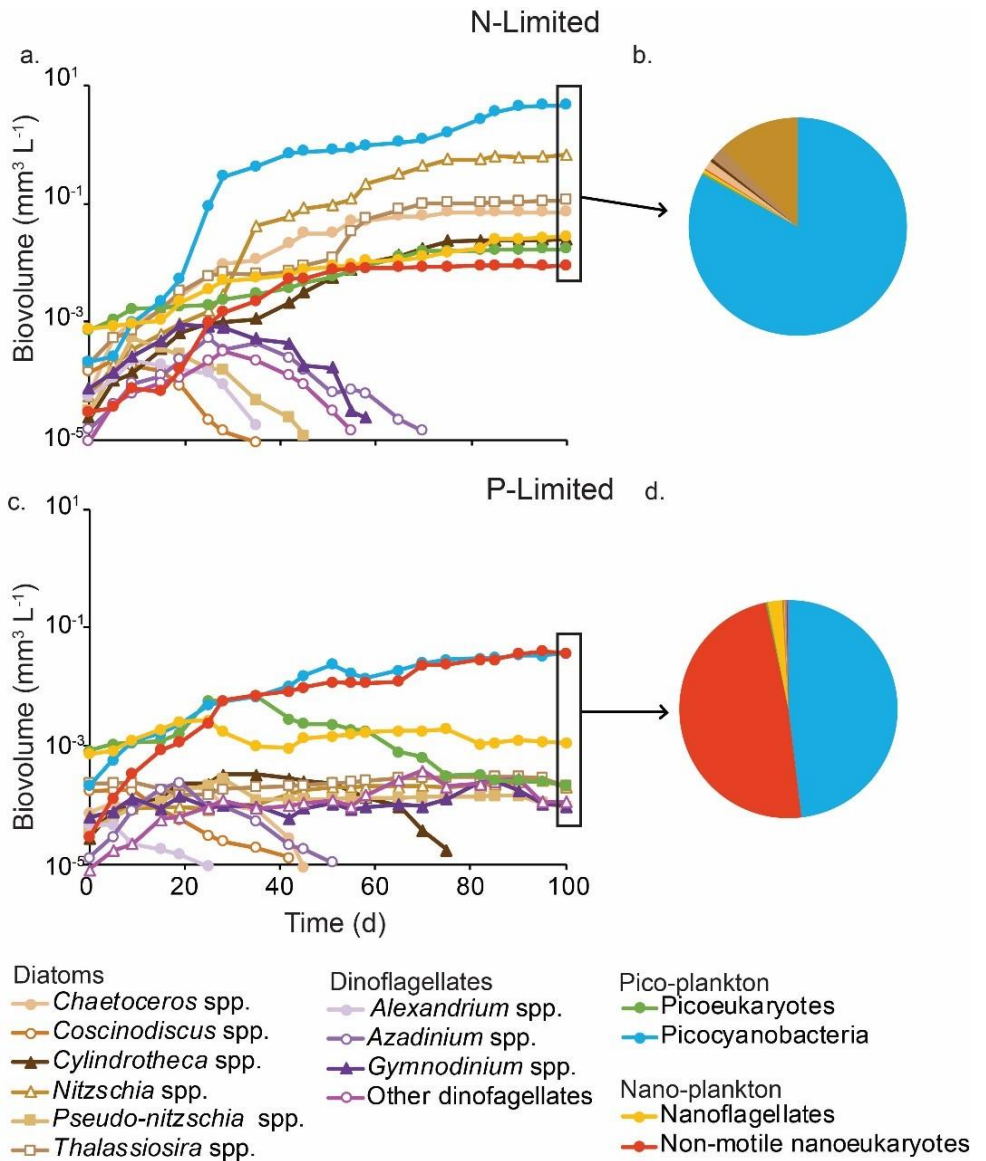 N-Limited
a.
b.
10¹
10⁻¹
10⁻³
10⁻⁵
Biovolume (mm³ L⁻¹)
P-Limited
c.
d.
10¹
10⁻¹
10⁻³
10⁻⁵
Biovolume (mm³ L⁻¹)
0 20 40 60 80 100
Time (d)
Diatoms
Chaetoceros spp.
Coscinodiscus spp.
Cylindrotheca spp.
Nitzschia spp.
Pseudo-nitzschia spp.
Thalassiosira spp.
Dinoflagellates
Alexandrium spp.
Azadinium spp.
Gymnodinium spp.
Other dinofagellates
Pico-plankton
Picoeukaryotes
Picocyanobacteria
Nano-plankton
Nanoflagellates
Non-motile nanoeukaryotes